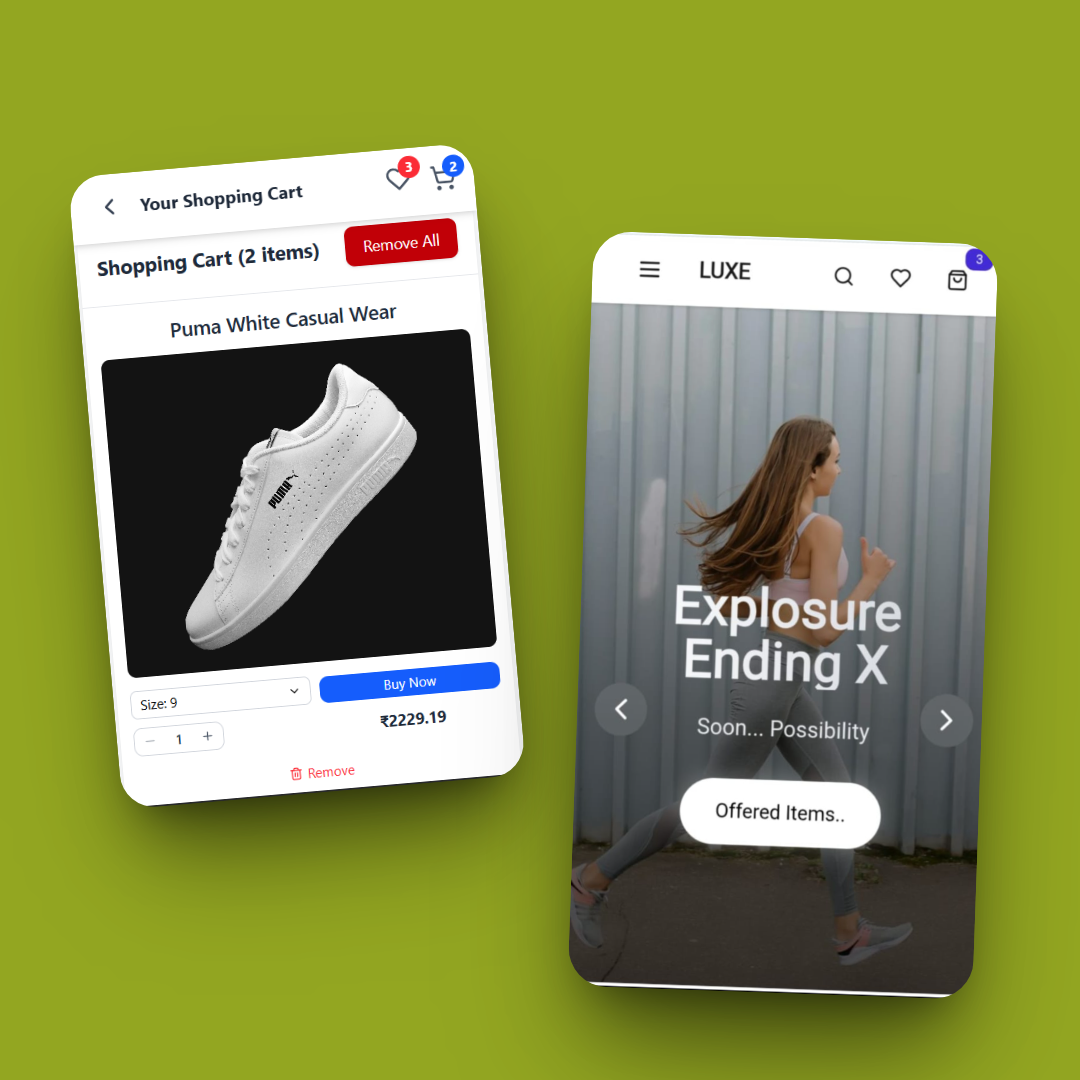 Your Shopping Cart
3
2
Shopping Cart (2 items)
Remove All
Puma White Casual Wear
PUMA
PUMA
Size: 9
Buy Now
1
₹2229.19
Remove
LUXE
3
Explosure
Ending X
Soon... Possibility
Offered Items..